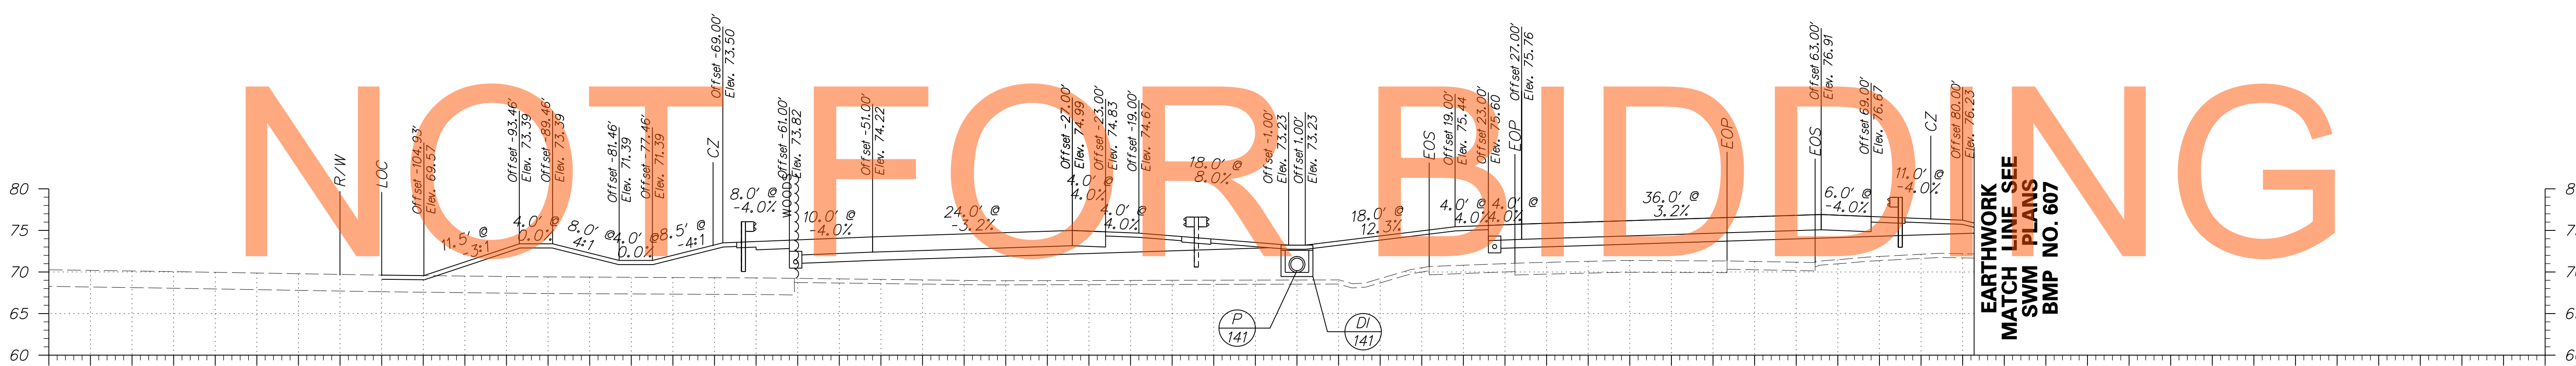 NOT FOR BIDDING
R/W
LOC
Offset -104.93'
Elev. 69.57
11.5' @
-3:1
Offset -93.46'
Elev. 73.39
4.0' @
0.0%
Offset -89.46'
Elev. 73.39
8.0' @
4:1
Offset -81.46'
Elev. 71.39
4.0' @
0.0%
Offset -77.46'
Elev. 71.39
8.5' @
-4:1
CZ
Offset -69.00'
Elev. 73.50
8.0' @
-4.0%
WOODS
Offset -61.00'
Elev. 73.82
10.0' @
-4.0%
Offset -51.00'
Elev. 74.22
24.0' @
-3.2%
Offset -27.00'
Elev. 74.99
4.0' @
4.0%
Offset -23.00'
Elev. 74.83
4.0' @
4.0%
Offset -19.00'
Elev. 74.67
18.0' @
8.0%
Offset -1.00'
Elev. 73.23
Offset 1.00'
Elev. 73.23
18.0' @
12.3%
EOS
Offset 19.00'
Elev. 75.44
4.0' @
4.0%
Offset 23.00'
Elev. 75.60
4.0' @
4.0%
EOP
Offset 27.00'
Elev. 75.76
36.0' @
3.2%
EOP
EOS
Offset 63.00'
Elev. 76.91
6.0' @
-4.0%
Offset 69.00'
Elev. 76.67
11.0' @
-4.0%
CZ
Offset 80.00'
Elev. 76.23
EARTHWORK
MATCH LINE SEE
SWM PLANS
BMP NO. 607
P
141
DI
141
80
75
70
65
60